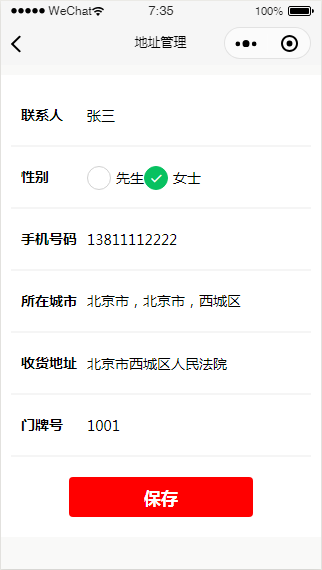 WeChat 7:35 100%
地址管理
联系人 张三
性别 先生 女士
手机号码 13811112222
所在城市 北京市，北京市，西城区
收货地址 北京市西城区人民法院
门牌号 1001
保存